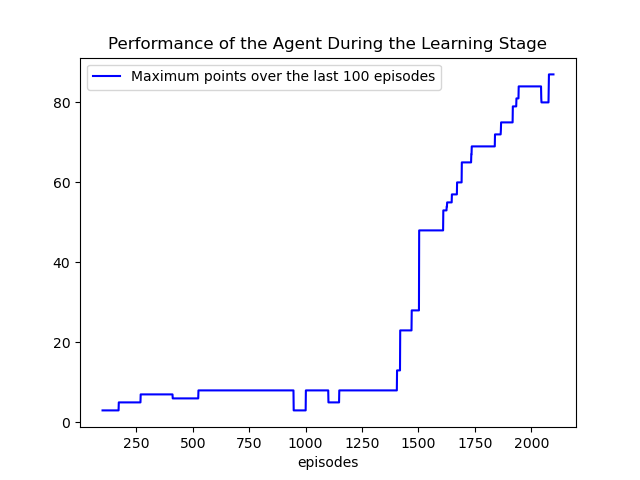 Performance of the Agent During the Learning Stage
Maximum points over the last 100 episodes
80
60
40
20
0
250 500 750 1000 1250 1500 1750 2000
episodes